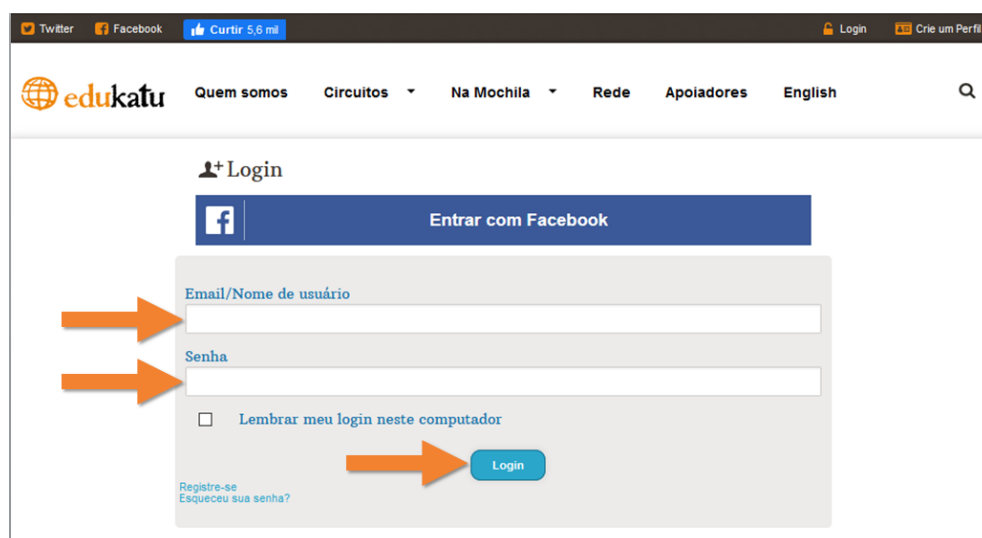 Twitter Facebook Curtir 5,6 mil Login Crie um Perfil
edukatu Quem somos Circuitos Na Mochila Rede Apoiadores English
Login
Entrar com Facebook
Email/Nome de usuário
Senha
Lembrar meu login neste computador
Login
Registre-se
Esqueceu sua senha?